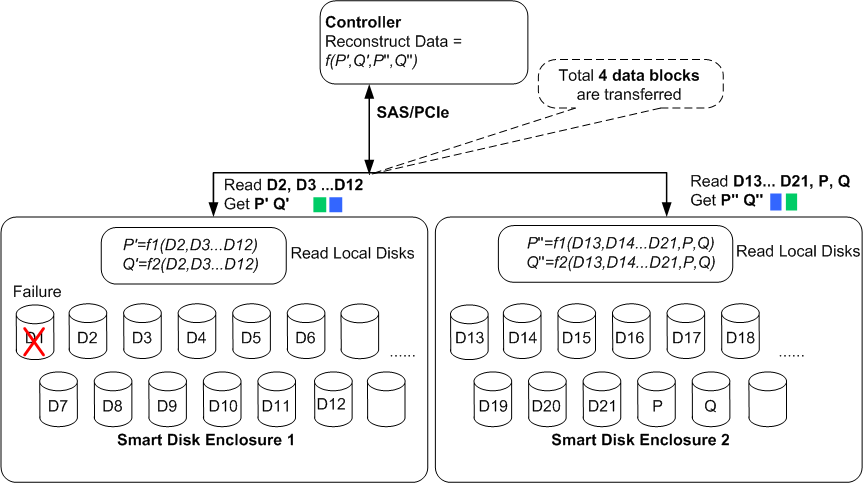 Controller
Reconstruct Data =
f(P',Q',P",Q")
Total 4 data blocks
are transferred
SAS/PCIe
Read D2, D3 ...D12
Get P' Q'
Read D13... D21, P, Q
Get P" Q"
P'=f1(D2,D3...D12)
Q'=f2(D2,D3...D12)
Read Local Disks
P"=f1(D13,D14...D21,P,Q)
Q"=f2(D13,D14...D21,P,Q)
Read Local Disks
Failure
D1 D2 D3 D4 D5 D6 ......
D7 D8 D9 D10 D11 D12
Smart Disk Enclosure 1
D13 D14 D15 D16 D17 D18 ......
D19 D20 D21 P Q
Smart Disk Enclosure 2